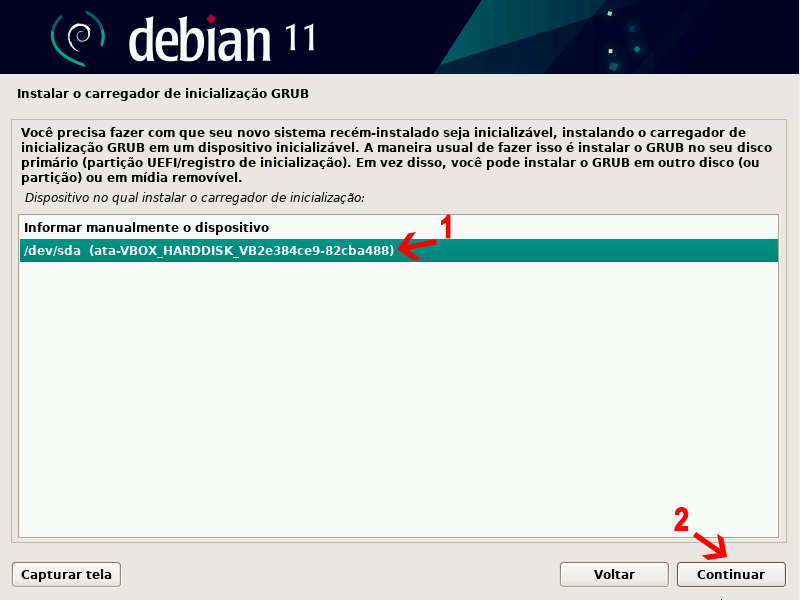 debian 11
Instalar o carregador de inicialização GRUB
Você precisa fazer com que seu novo sistema recém-instalado seja inicializável, instalando o carregador de
inicialização GRUB em um dispositivo inicializável. A maneira usual de fazer isso é instalar o GRUB no seu disco
primário (partição UEFI/registro de inicialização). Em vez disso, você pode instalar o GRUB em outro disco (ou
partição) ou em mídia removível.
Dispositivo no qual instalar o carregador de inicialização:
Informar manualmente o dispositivo
1
/dev/sda (ata-VBOX_HARDDISK_VB2e384ce9-82cba488)
2
Capturar tela
Voltar
Continuar